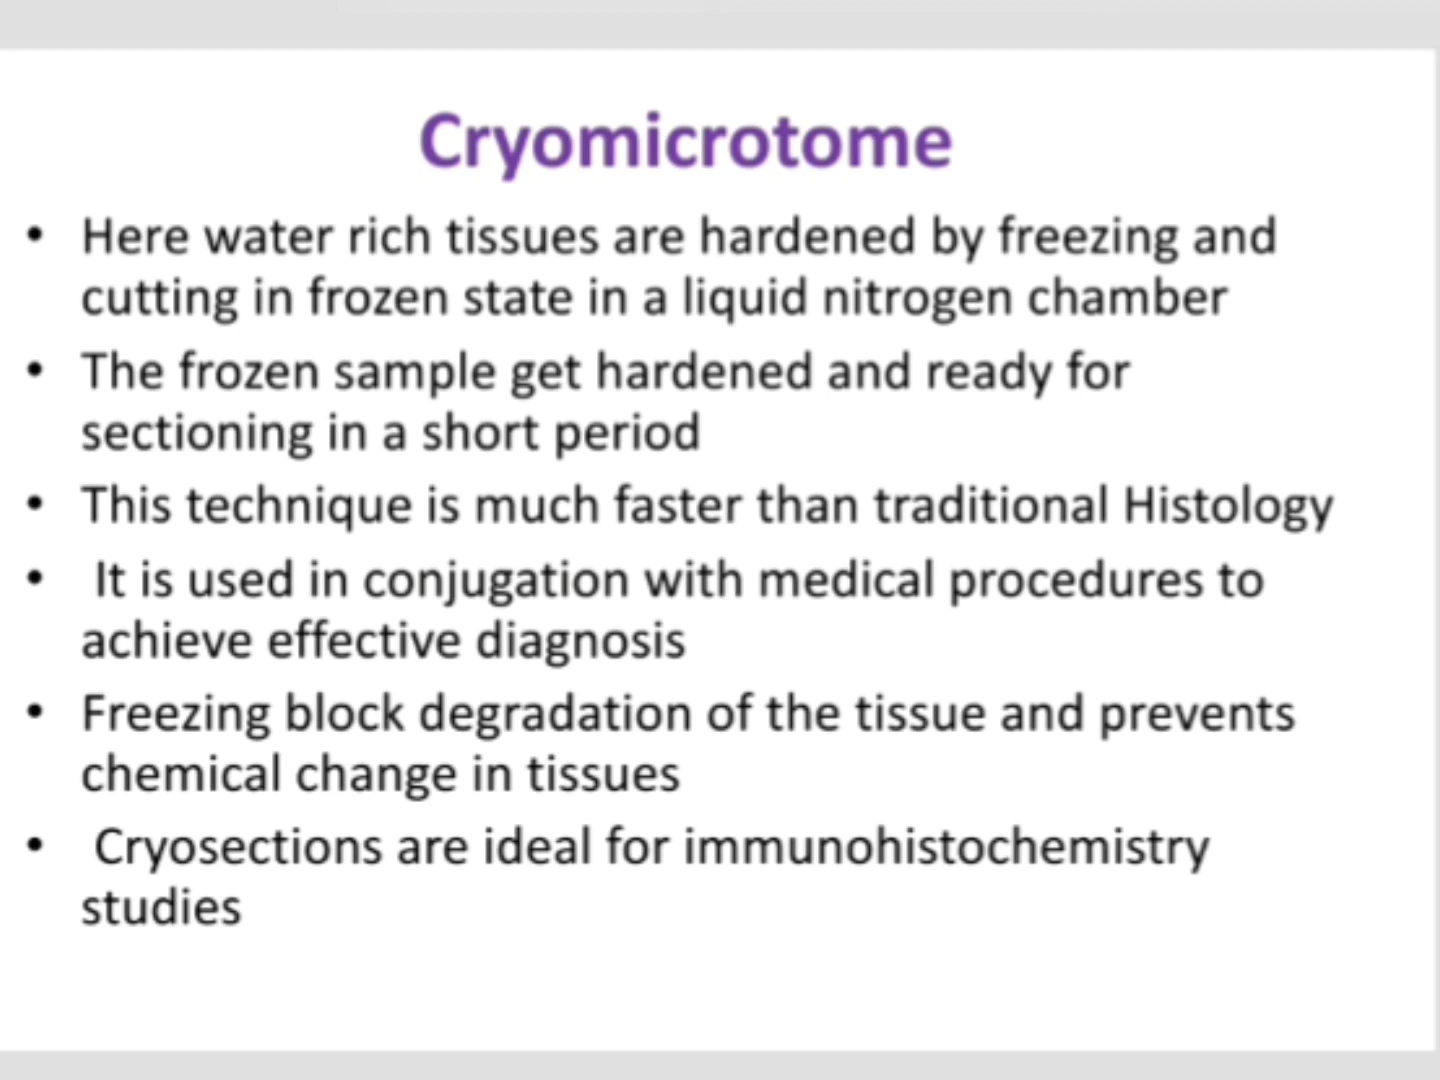 Cryomicrotome
• Here water rich tissues are hardened by freezing and
cutting in frozen state in a liquid nitrogen chamber
• The frozen sample get hardened and ready for
sectioning in a short period
• This technique is much faster than traditional Histology
• It is used in conjugation with medical procedures to
achieve effective diagnosis
• Freezing block degradation of the tissue and prevents
chemical change in tissues
• Cryosections are ideal for immunohistochemistry
studies